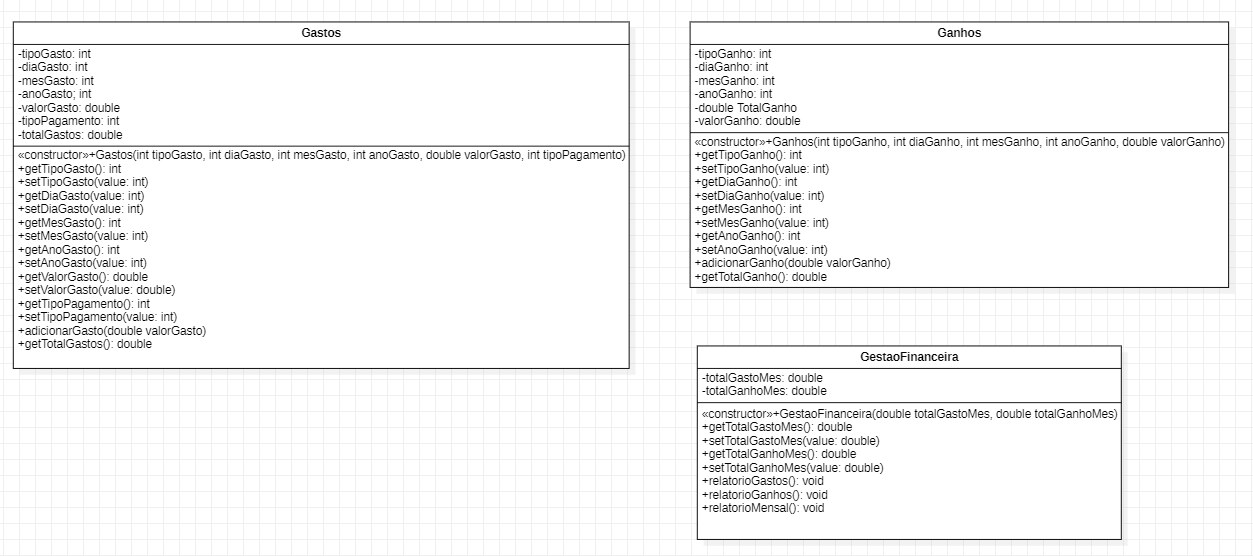 Gastos
-tipoGasto: int
-diaGasto: int
-mesGasto: int
-anoGasto; int
-valorGasto: double
-tipoPagamento: int
-totalGastos: double
«constructor»+Gastos(int tipoGasto, int diaGasto, int mesGasto, int anoGasto, double valorGasto, int tipoPagamento)
+getTipoGasto(): int
+setTipoGasto(value: int)
+getDiaGasto(value: int)
+setDiaGasto(value: int)
+getMesGasto(): int
+setMesGasto(value: int)
+getAnoGasto(): int
+setAnoGasto(value: int)
+getValorGasto(): double
+setValorGasto(value: double)
+getTipoPagamento(): int
+setTipoPagamento(value: int)
+adicionarGasto(double valorGasto)
+getTotalGastos(): double
Ganhos
-tipoGanho: int
-diaGanho: int
-mesGanho: int
-anoGanho: int
-double TotalGanho
-valorGanho: double
«constructor»+Ganhos(int tipoGanho, int diaGanho, int mesGanho, int anoGanho, double valorGanho)
+getTipoGanho(): int
+setTipoGanho(value: int)
+getDiaGanho(): int
+setDiaGanho(value: int)
+getMesGanho(): int
+setMesGanho(value: int)
+getAnoGanho(): int
+setAnoGanho(value: int)
+adicionarGanho(double valorGanho)
+getTotalGanho(): double
GestaoFinanceira
-totalGastoMes: double
-totalGanhoMes: double
«constructor»+GestaoFinanceira(double totalGastoMes, double totalGanhoMes)
+getTotalGastoMes(): double
+setTotalGastoMes(value: double)
+getTotalGanhoMes(): double
+setTotalGanhoMes(value: double)
+relatorioGastos(): void
+relatorioGanhos(): void
+relatorioMensal(): void